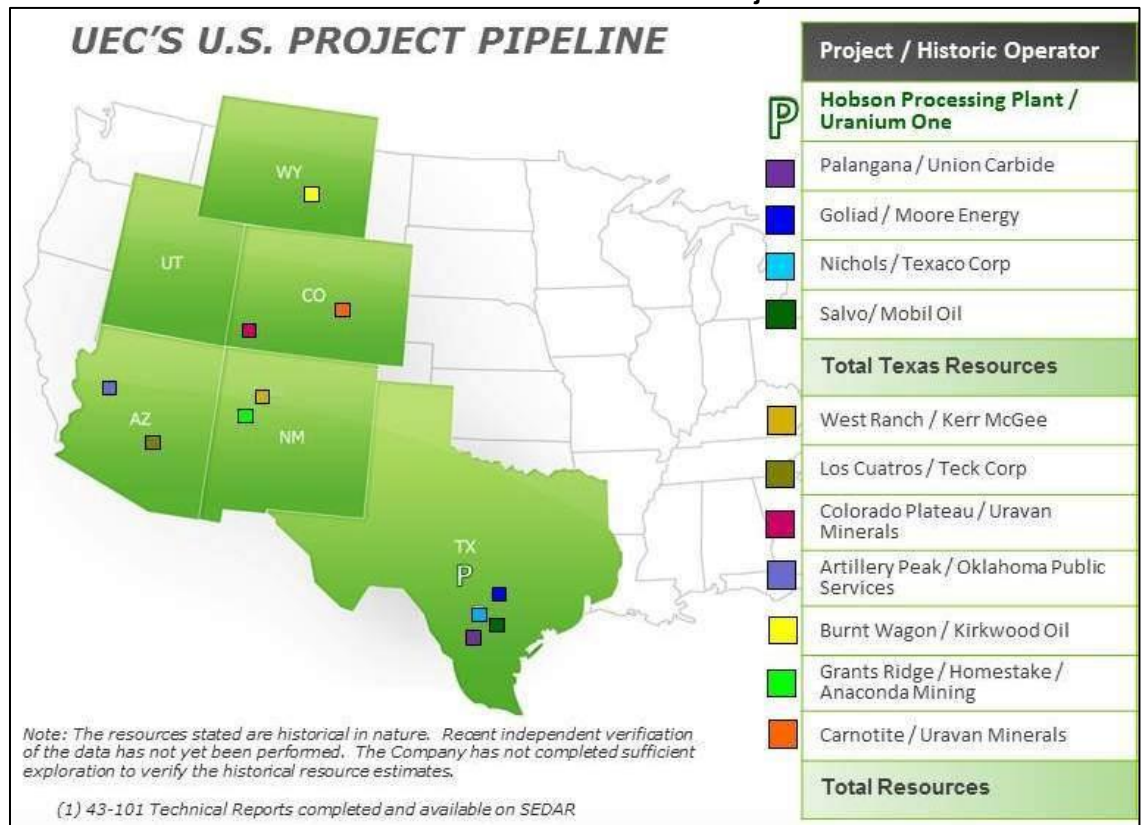 UEC'S U.S. PROJECT PIPELINE
WY
UT
CO
AZ
NM
TX
P
Project / Historic Operator
P
Hobson Processing Plant /
Uranium One
Palangana / Union Carbide
Goliad / Moore Energy
Nichols / Texaco Corp
Salvo/ Mobil Oil
Total Texas Resources
West Ranch / Kerr McGee
Los Cuatros / Teck Corp
Colorado Plateau / Uravan
Minerals
Artillery Peak / Oklahoma Public
Services
Burnt Wagon / Kirkwood Oil
Grants Ridge / Homestake /
Anaconda Mining
Carnotite / Uravan Minerals
Total Resources
Note: The resources stated are historical in nature. Recent independent verification
of the data has not yet been performed. The Company has not completed sufficient
exploration to verify the historical resource estimates.
(1) 43-101 Technical Reports completed and available on SEDAR